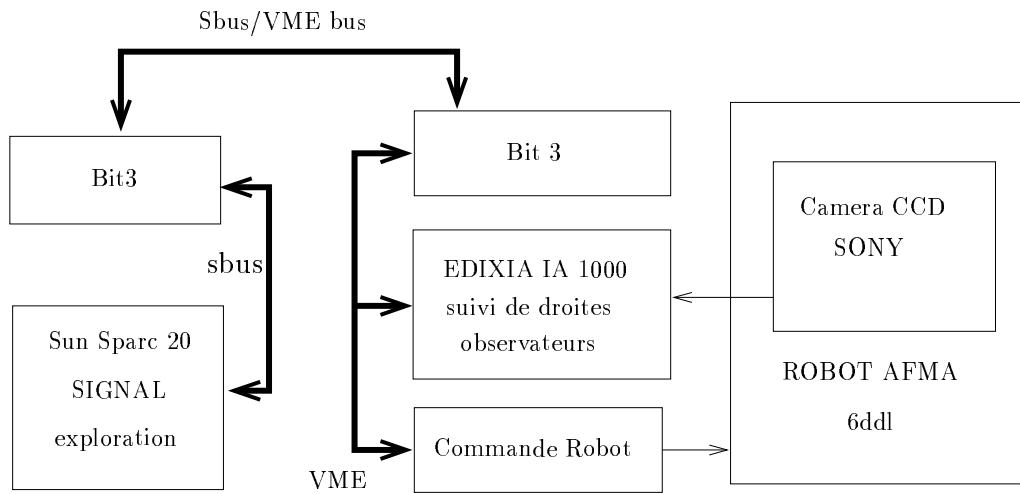 Sbus/VME bus
Bit3
sbus
Sun Sparc 20
SIGNAL
exploration
Bit 3
EDIXIA IA 1000
suivi de droites
observateurs
Commande Robot
VME
Camera CCD
SONY
ROBOT AFMA
6ddl